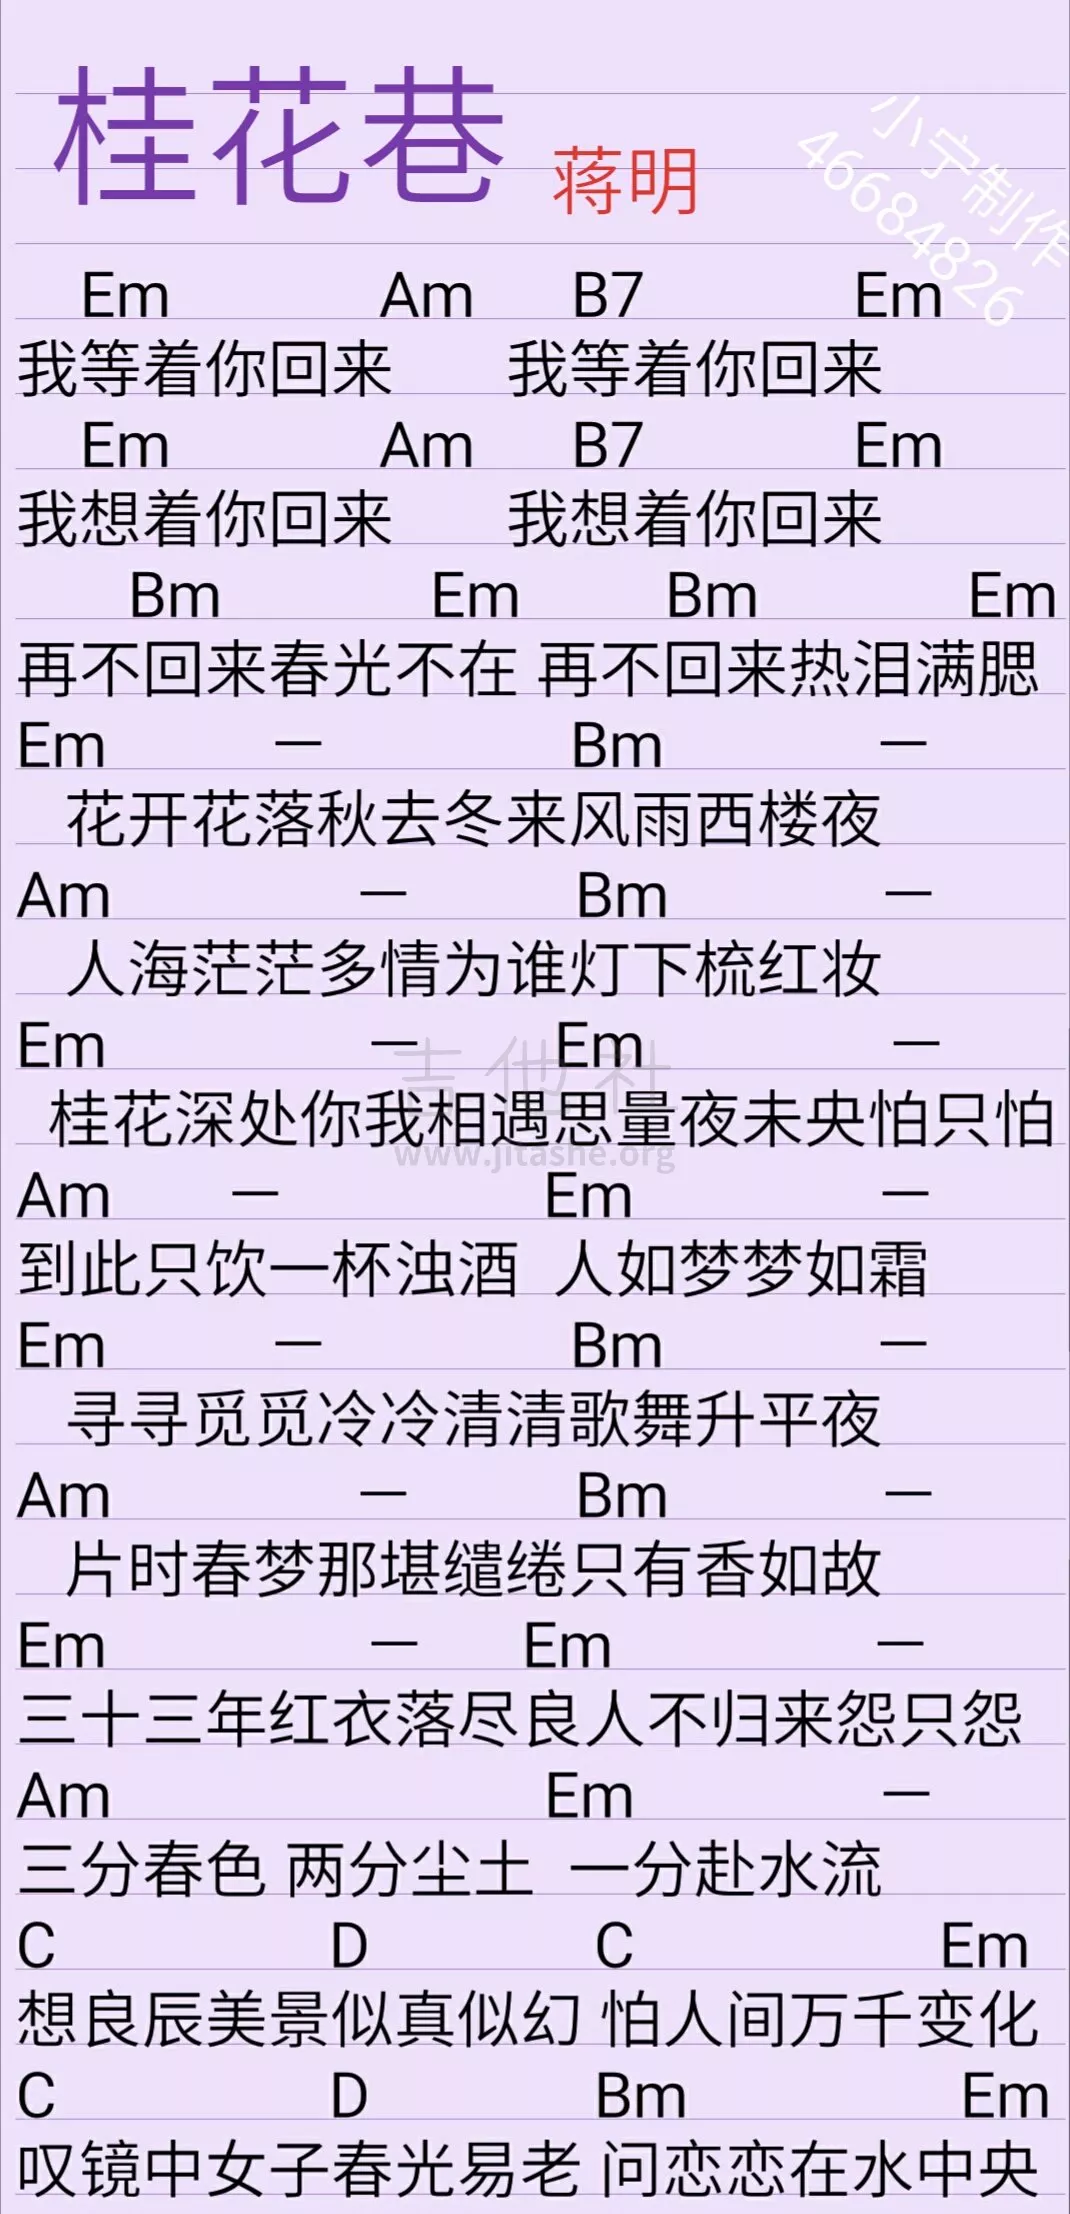 桂花巷 蒋明
小宁制作
46684826
Em Am B7 Em
我等着你回来 我等着你回来
Em Am B7 Em
我想着你回来 我想着你回来
Bm Em Bm Em
再不回来春光不在 再不回来热泪满腮
Em — Bm —
花开花落秋去冬来风雨西楼夜
Am — Bm —
人海茫茫多情为谁灯下梳红妆
Em — Em —
吉他社
桂花深处你我相遇思量夜未央怕只怕
www.jitashe.org
Am — Em —
到此只饮一杯浊酒 人如梦梦如霜
Em — Bm —
寻寻觅觅冷冷清清歌舞升平夜
Am — Bm —
片时春梦那堪缱绻只有香如故
Em — Em —
三十三年红衣落尽良人不归来怨只怨
Am Em —
三分春色 两分尘土 一分赴水流
C D C Em
想良辰美景似真似幻 怕人间万千变化
C D Bm Em
叹镜中女子春光易老 问恋恋在水中央